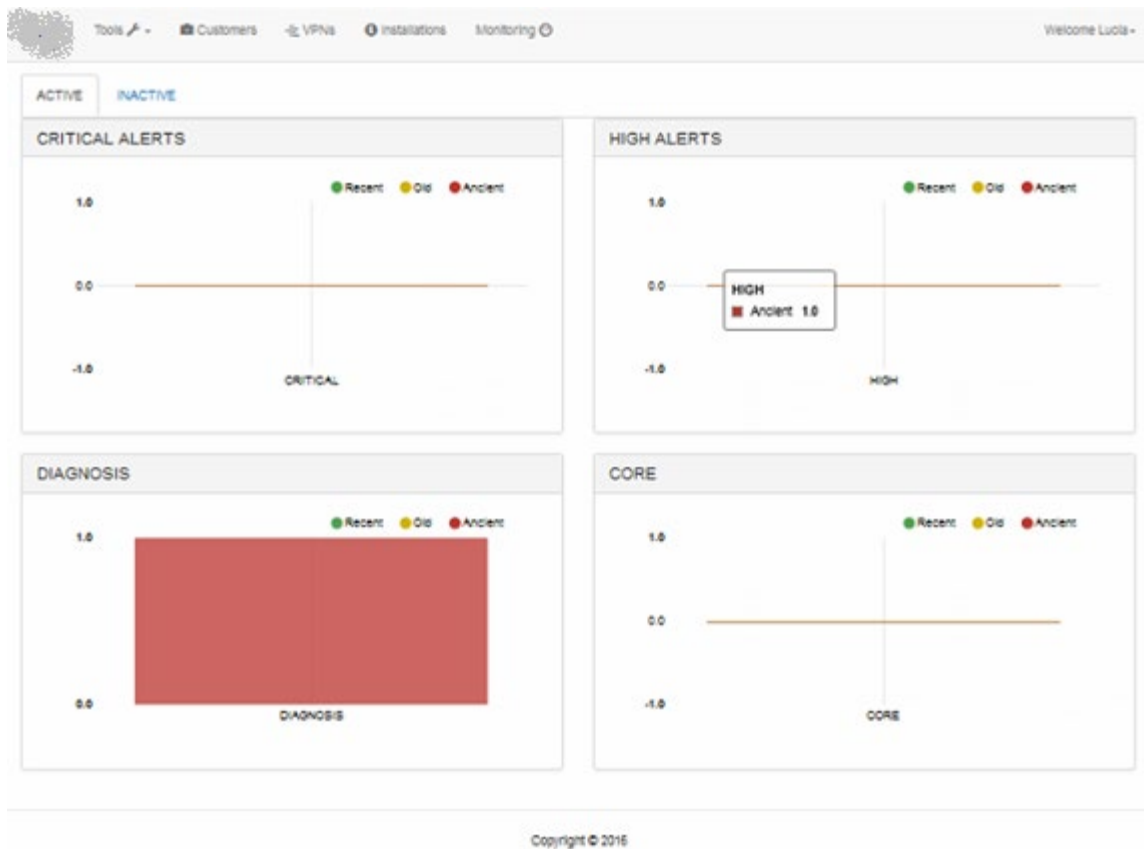 Tools Customers VPNs Installations Monitoring Welcome Lucia
ACTIVE INACTIVE
CRITICAL ALERTS
Recent Old Ancient
1.0
0.0
-1.0
CRITICAL
HIGH ALERTS
Recent Old Ancient
1.0
0.0
HIGH
Ancient 1.0
-1.0
HIGH
DIAGNOSIS
Recent Old Ancient
1.0
0.0
DIAGNOSIS
CORE
Recent Old Ancient
1.0
0.0
-1.0
CORE
Copyright © 2016